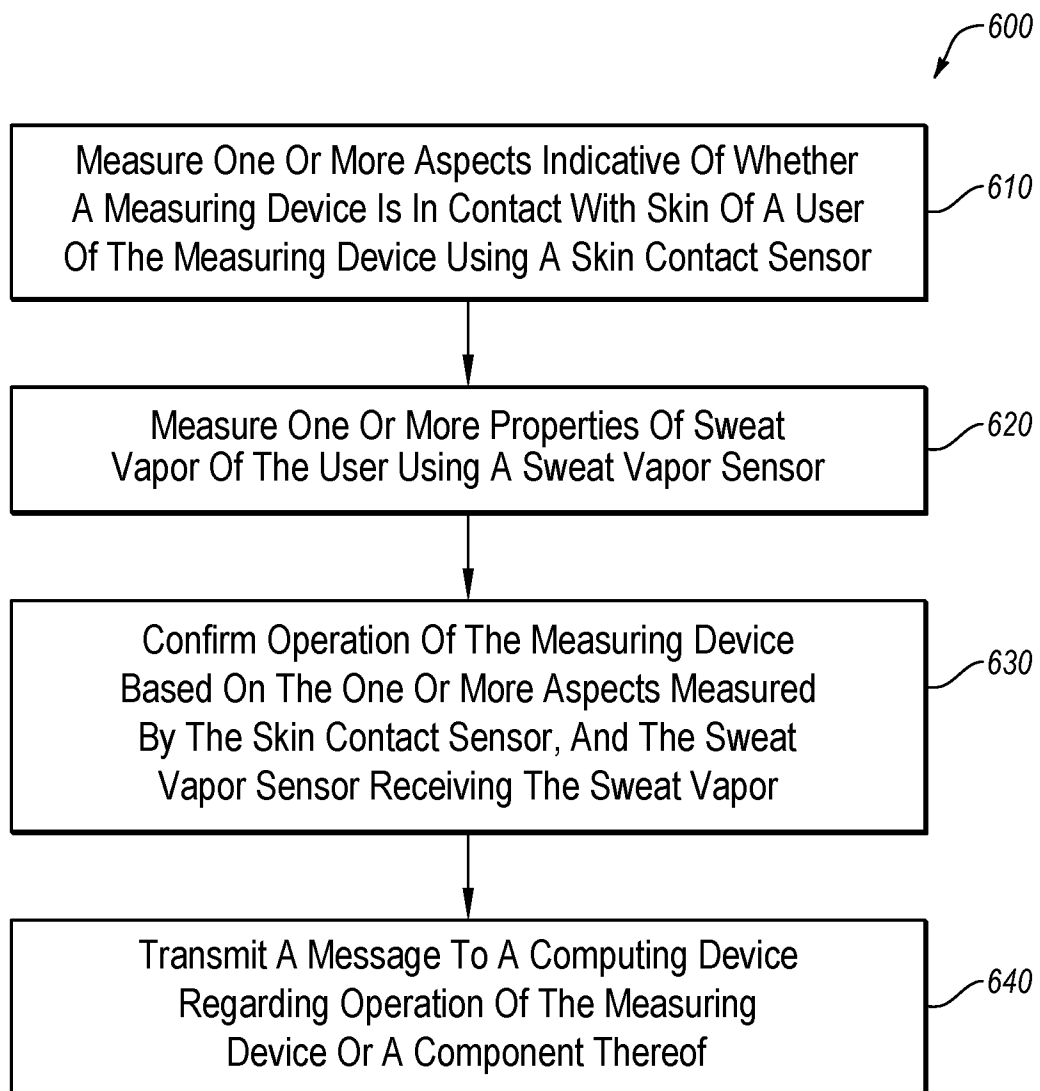 600
Measure One Or More Aspects Indicative Of Whether
A Measuring Device Is In Contact With Skin Of A User
Of The Measuring Device Using A Skin Contact Sensor
610
Measure One Or More Properties Of Sweat
Vapor Of The User Using A Sweat Vapor Sensor
620
Confirm Operation Of The Measuring Device
Based On The One Or More Aspects Measured
By The Skin Contact Sensor, And The Sweat
Vapor Sensor Receiving The Sweat Vapor
630
Transmit A Message To A Computing Device
Regarding Operation Of The Measuring
Device Or A Component Thereof
640